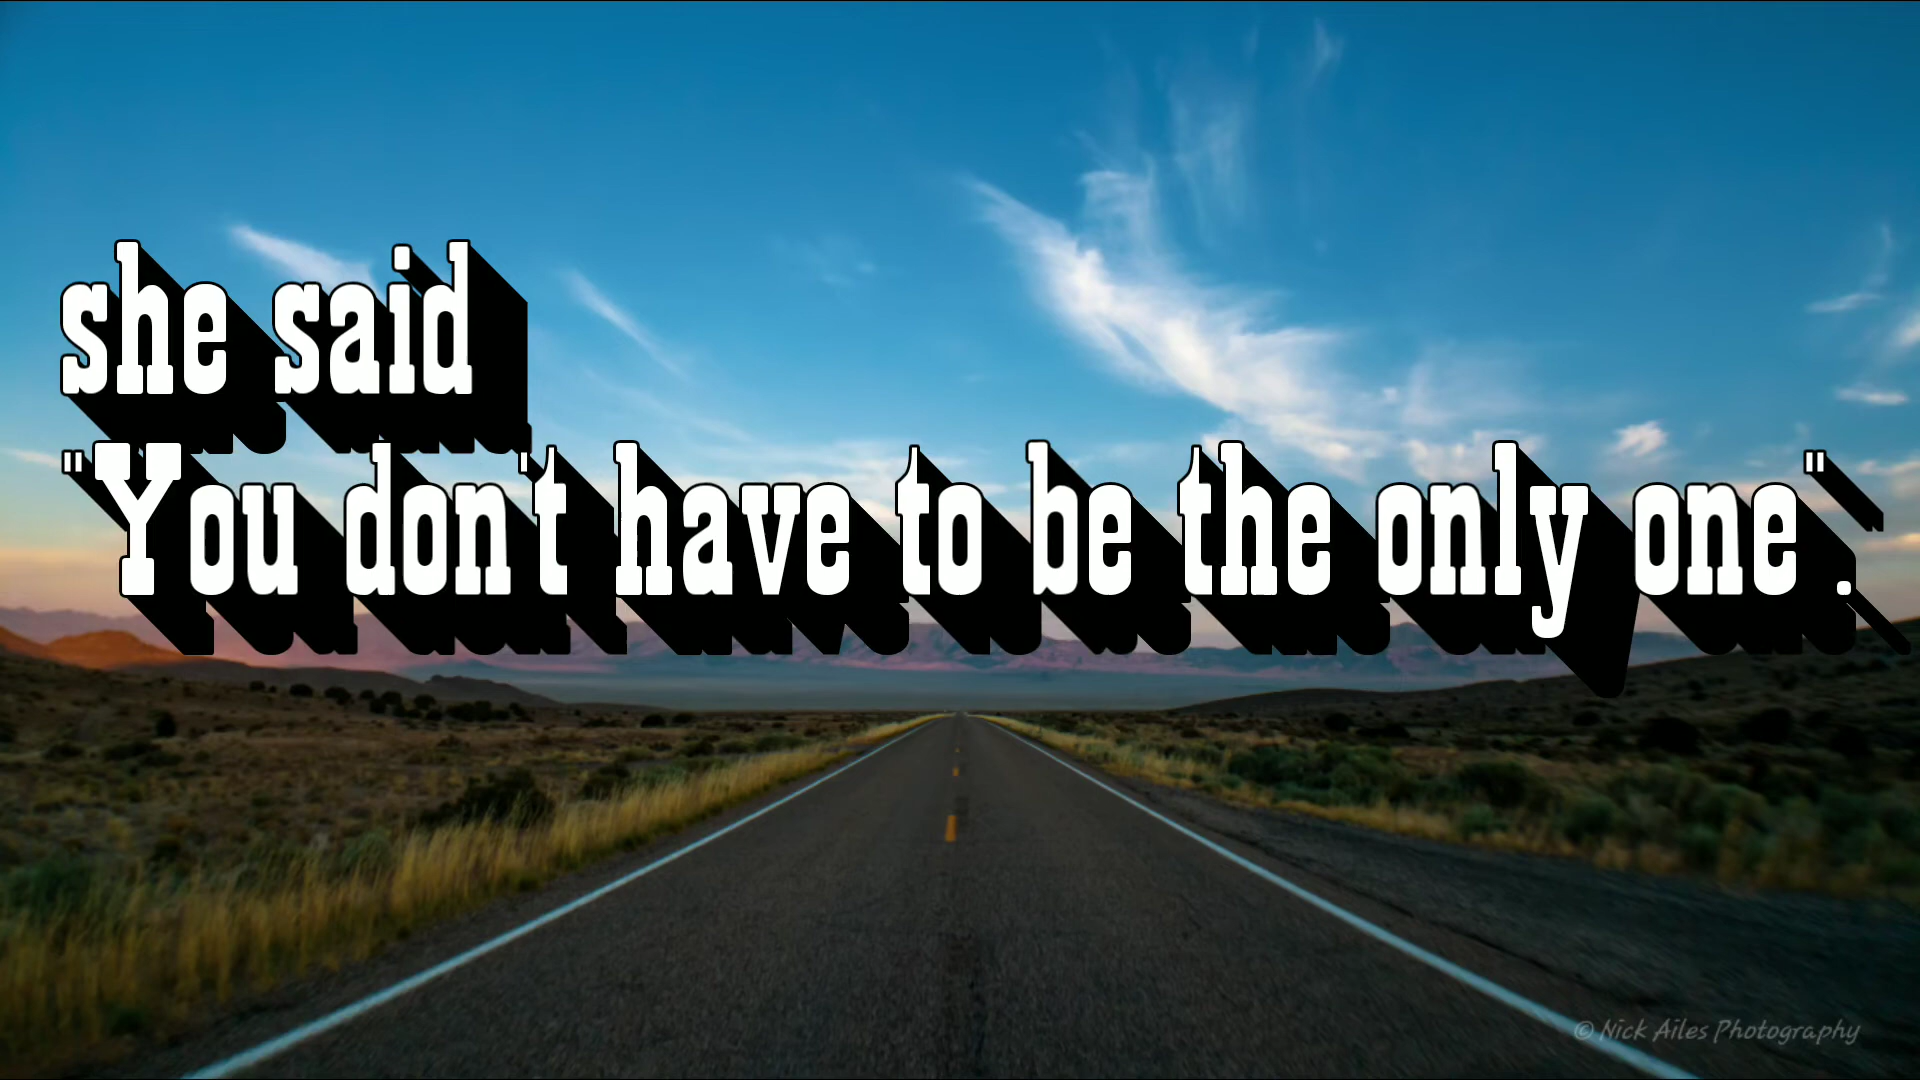 she said
"You don't have to be the only one".
© Nick Ailes Photography